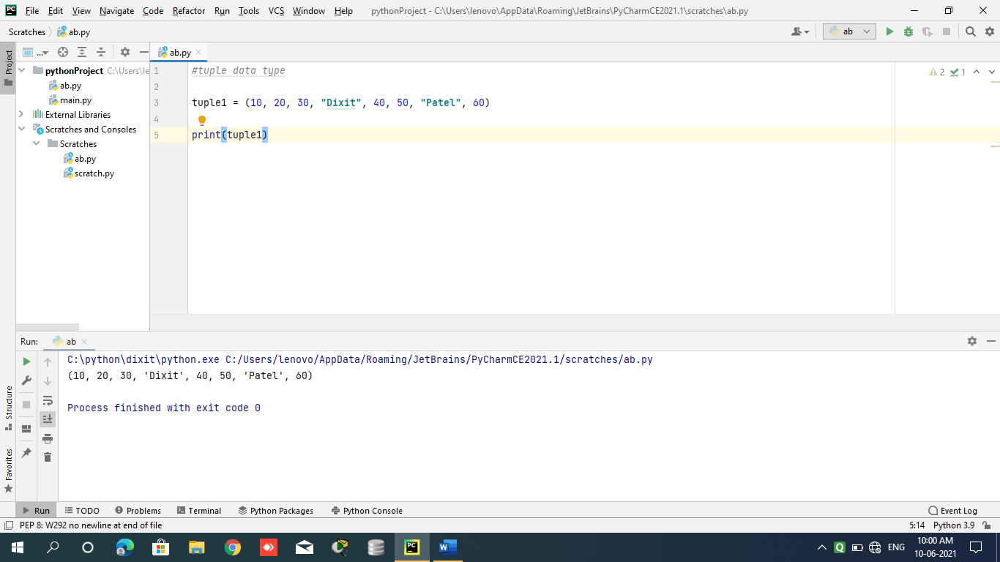 File Edit View Navigate Code Refactor Run Tools VCS Window Help pythonProject - C:\Users\lenovo\AppData\Roaming\JetBrains\PyCharmCE2021.1\scratches\ab.py
Scratches ab.py ab
Project ... ab.py
pythonProject C:\Users\le
ab.py
main.py
External Libraries
Scratches and Consoles
Scratches
ab.py
scratch.py
1 #tuple data type 2 1
2
3 tuple1 = (10, 20, 30, "Dixit", 40, 50, "Patel", 60)
4
5 print(tuple1)
Run: ab
C:\python\dixit\python.exe C:/Users/lenovo/AppData/Roaming/JetBrains/PyCharmCE2021.1/scratches/ab.py
(10, 20, 30, 'Dixit', 40, 50, 'Patel', 60)
Process finished with exit code 0
Structure
Favorites
Run TODO Problems Terminal Python Packages Python Console Event Log
PEP 8: W292 no newline at end of file 5:14 Python 3.9
PC W ENG 10:00 AM
10-06-2021